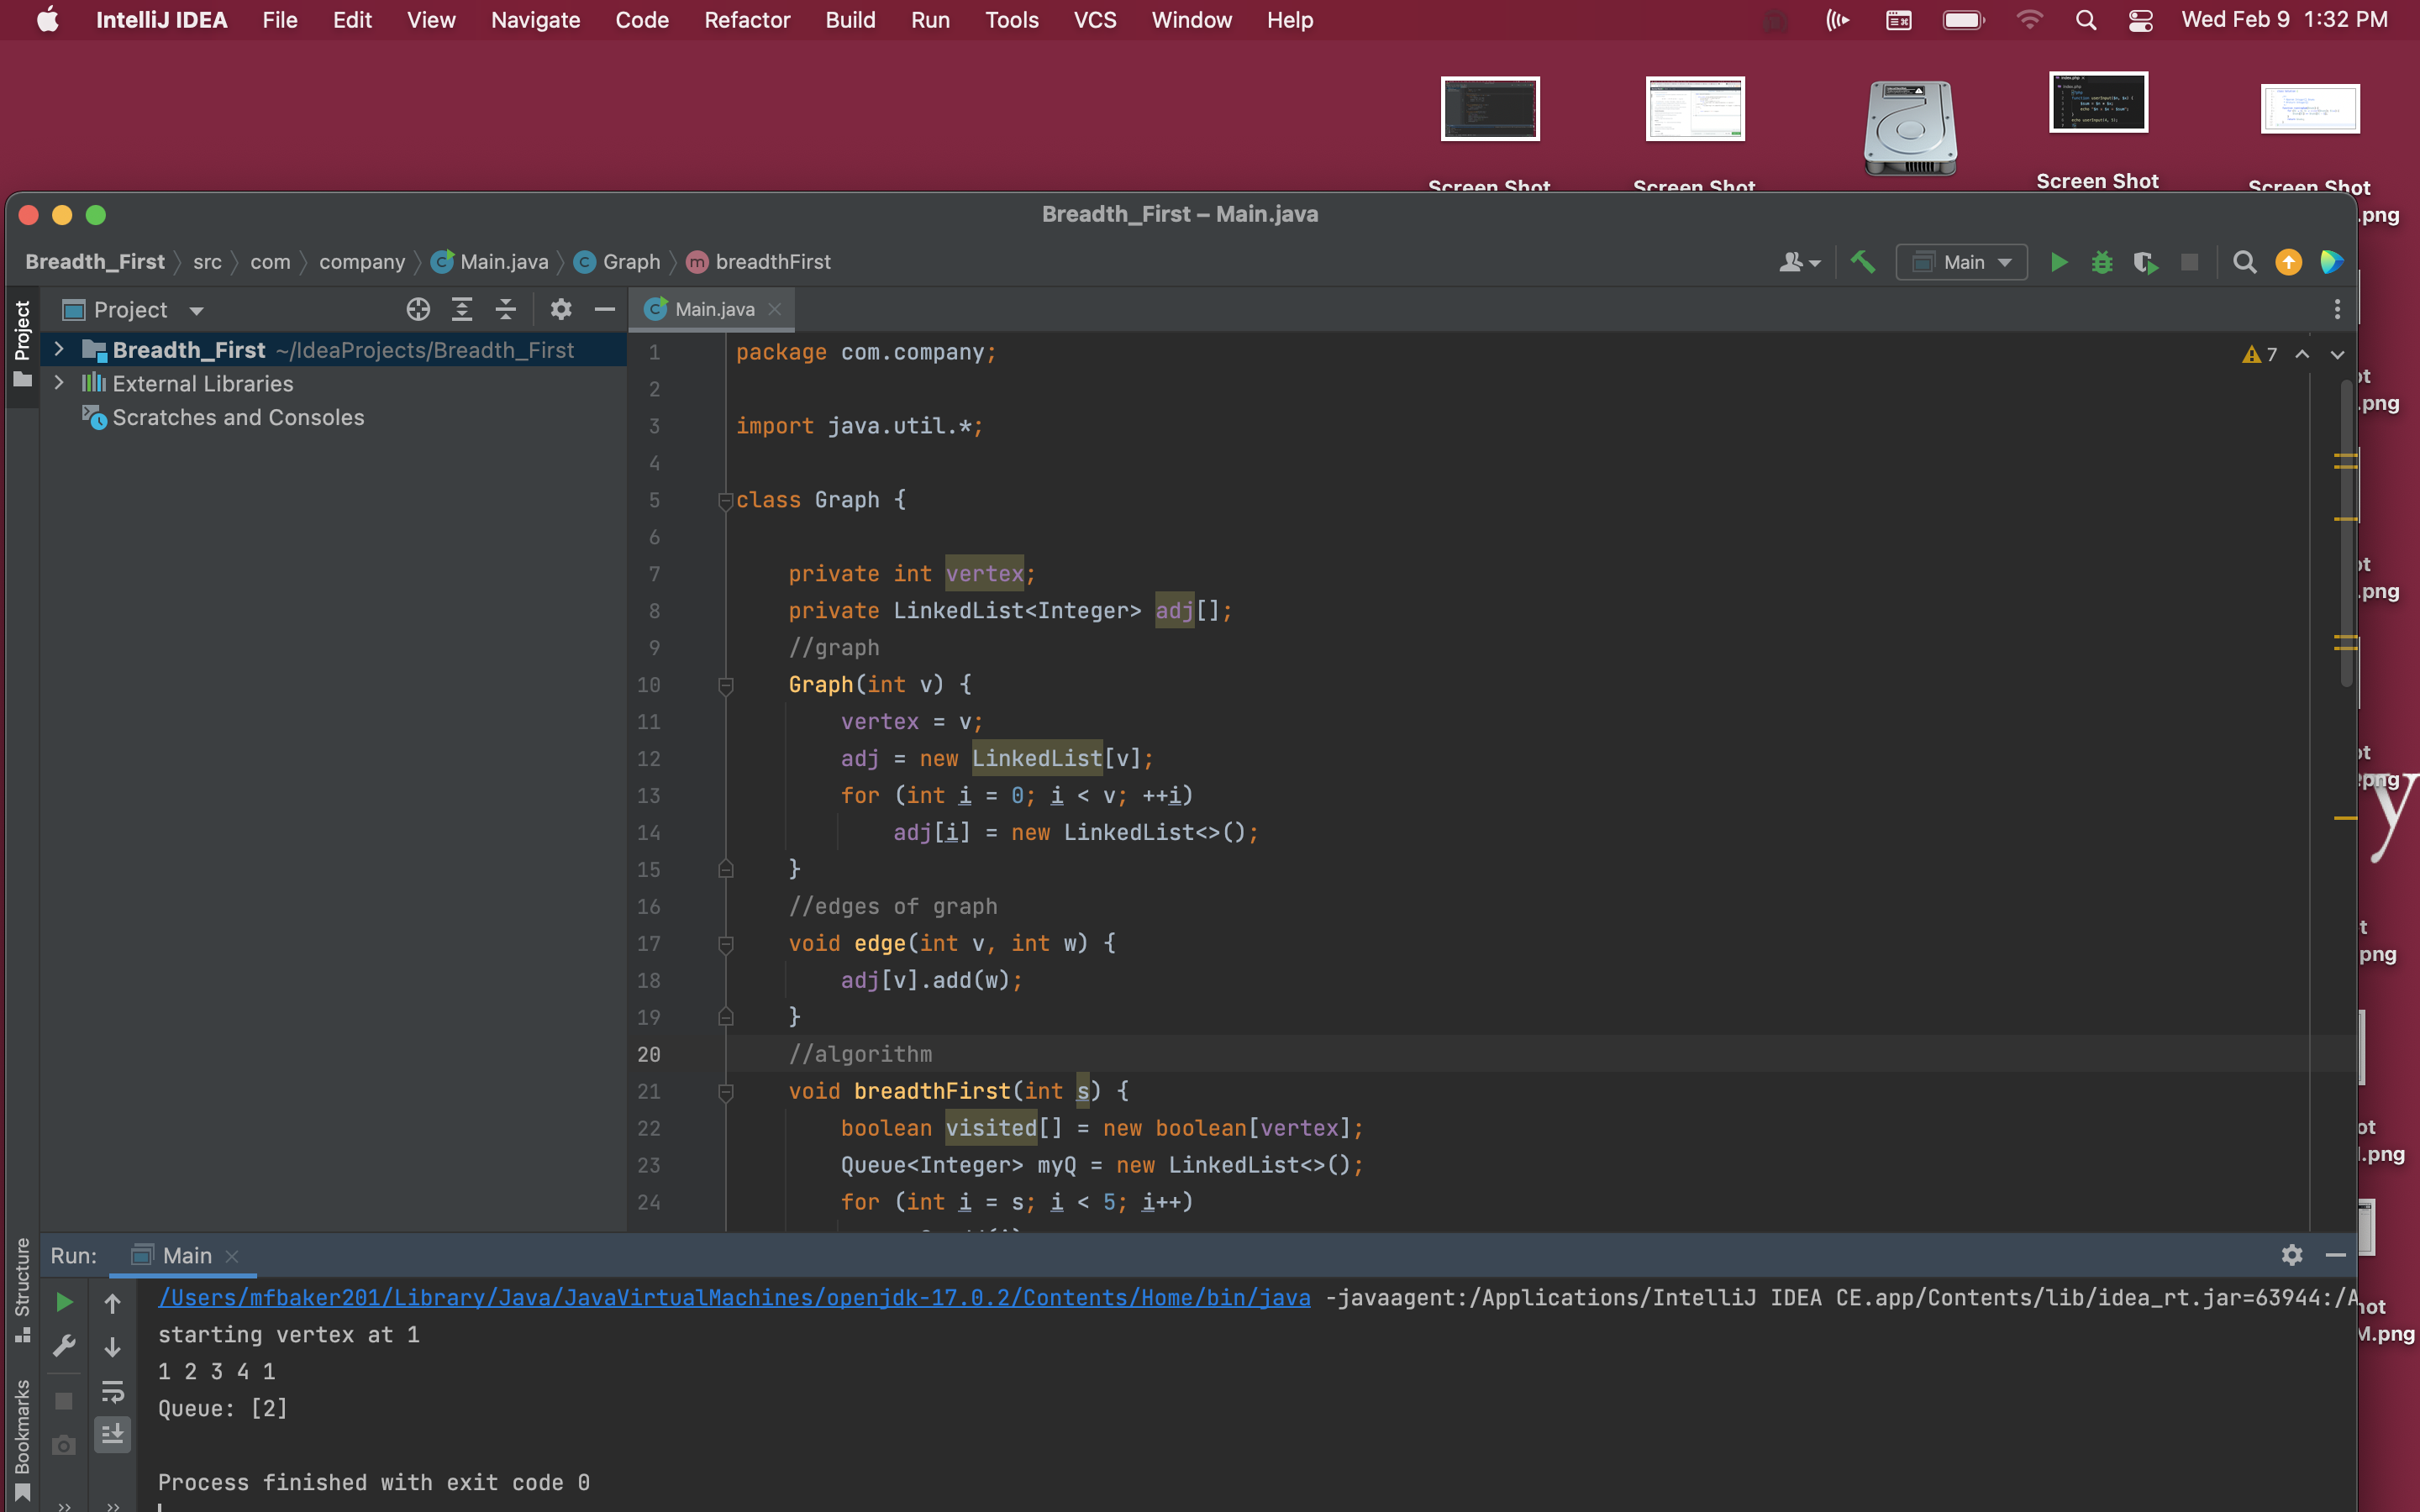 IntelliJ IDEA File Edit View Navigate Code Refactor Build Run Tools VCS Window Help Wed Feb 9 1:32 PM
Screen Shot Screen Shot Screen Shot Screen Shot
.png
Breadth_First – Main.java
Breadth_First src com company Main.java Graph breadthFirst Main
Project Project Main.java
Breadth_First ~/IdeaProjects/Breadth_First
External Libraries
Scratches and Consoles
7
1 package com.company;
2
3 import java.util.*;
4
5 class Graph {
6
7 private int vertex;
8 private LinkedList<Integer> adj[];
9 //graph
10 Graph(int v) {
11 vertex = v;
12 adj = new LinkedList[v];
13 for (int i = 0; i < v; ++i)
14 adj[i] = new LinkedList<>();
15 }
16 //edges of graph
17 void edge(int v, int w) {
18 adj[v].add(w);
19 }
20 //algorithm
21 void breadthFirst(int s) {
22 boolean visited[] = new boolean[vertex];
23 Queue<Integer> myQ = new LinkedList<>();
24 for (int i = s; i < 5; i++)
.png
.png
png
M.png
y
Structure
Bookmarks
Run: Main
/Users/mfbaker201/Library/Java/JavaVirtualMachines/openjdk-17.0.2/Contents/Home/bin/java -javaagent:/Applications/IntelliJ IDEA CE.app/Contents/lib/idea_rt.jar=63944:/A
starting vertex at 1
1 2 3 4 1
Queue: [2]
Process finished with exit code 0